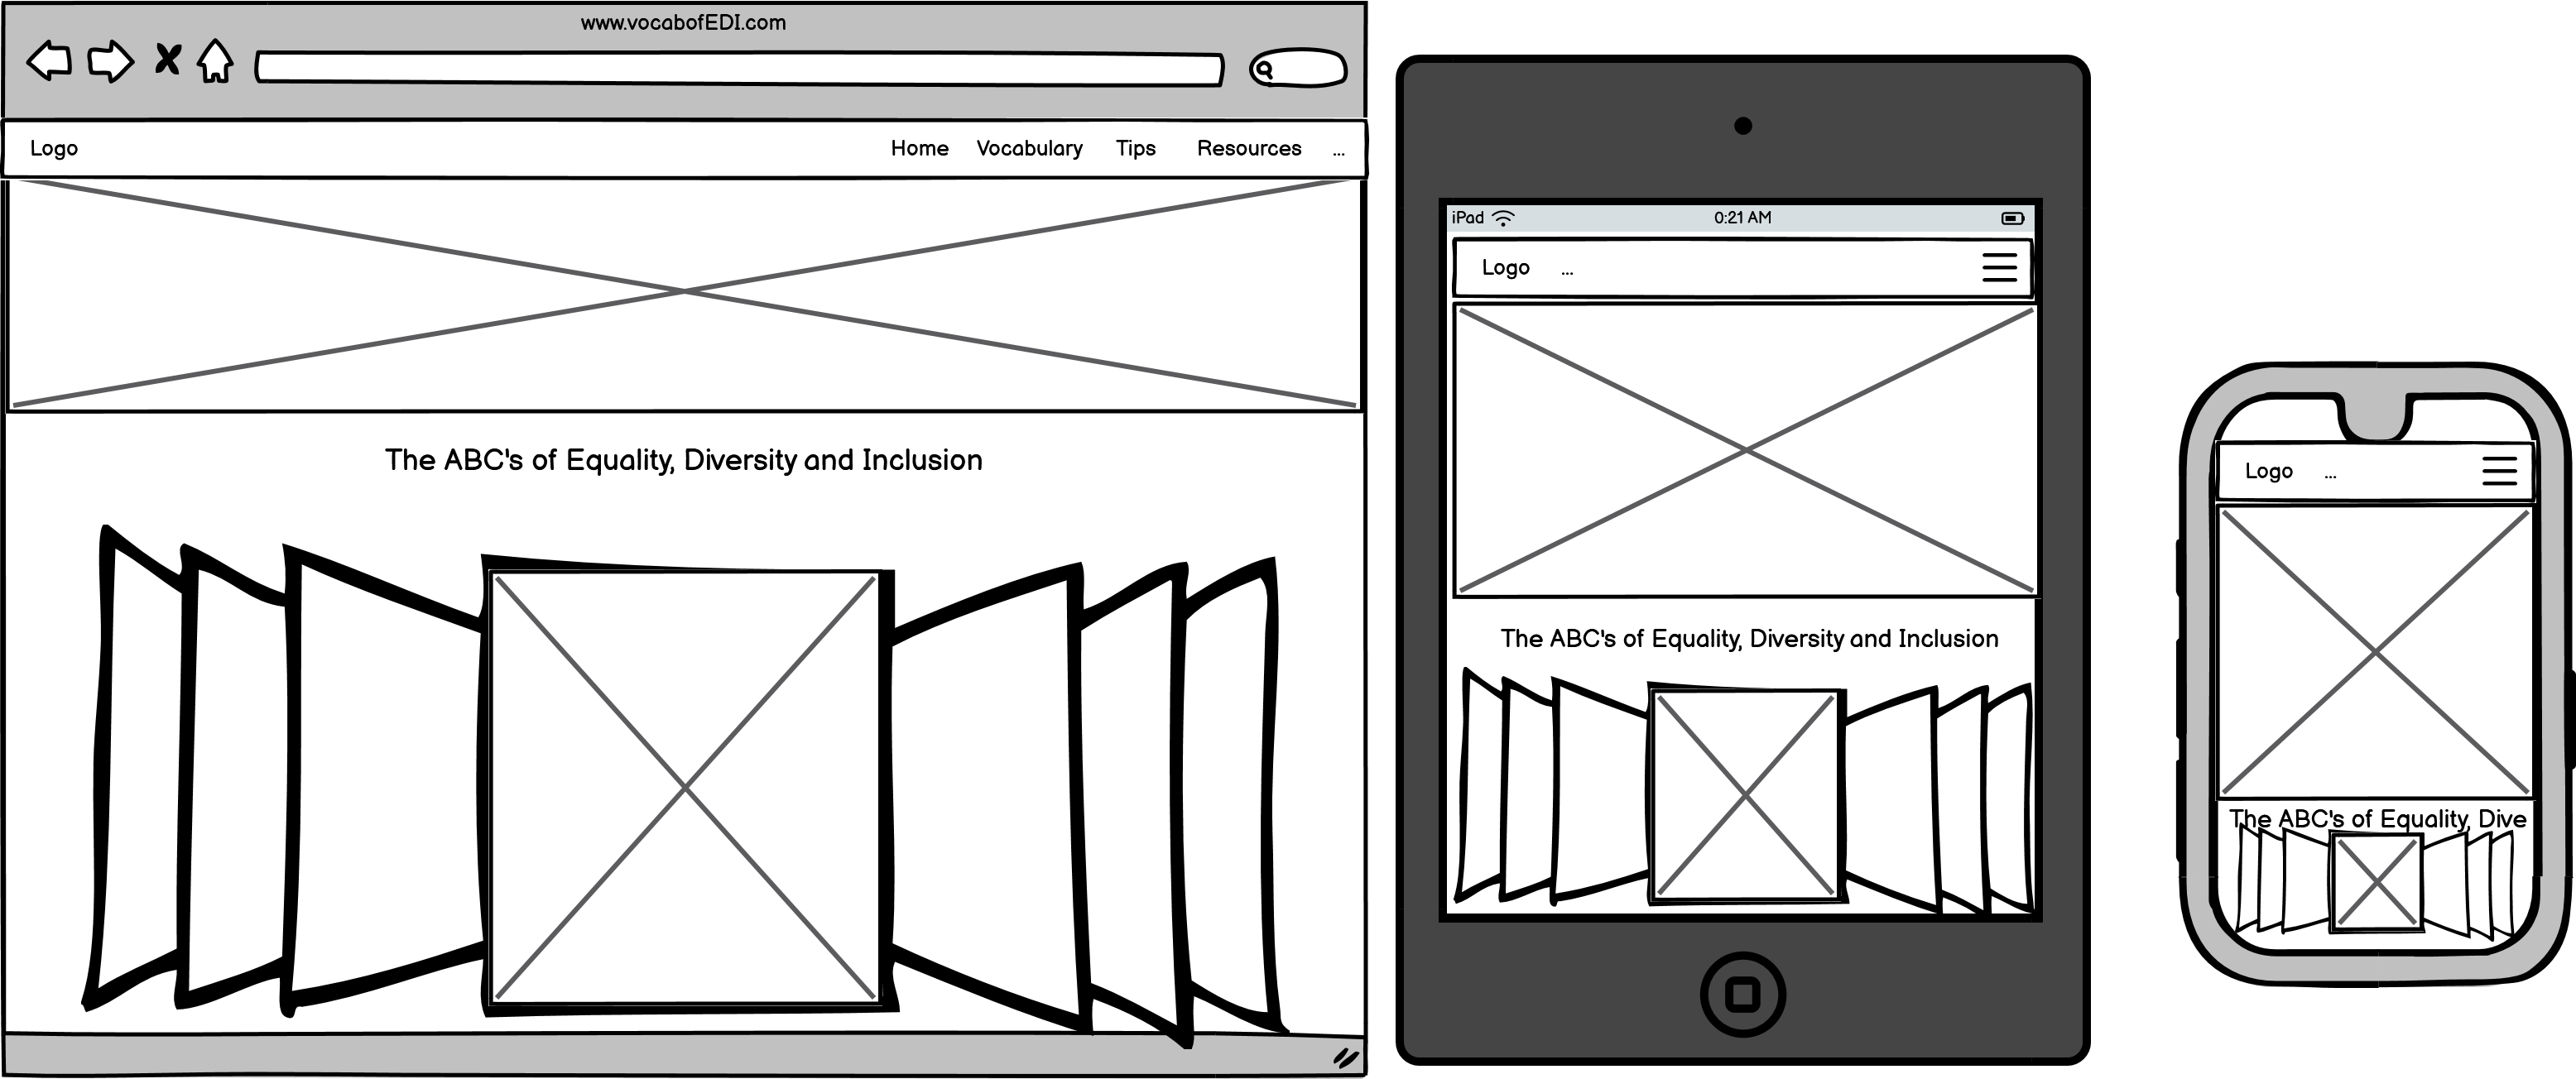 www.vocabofEDI.com
Logo Home Vocabulary Tips Resources ...
The ABC's of Equality, Diversity and Inclusion
iPad 0:21 AM
Logo ...
The ABC's of Equality, Diversity and Inclusion
Logo ...
The ABC's of Equality, Dive